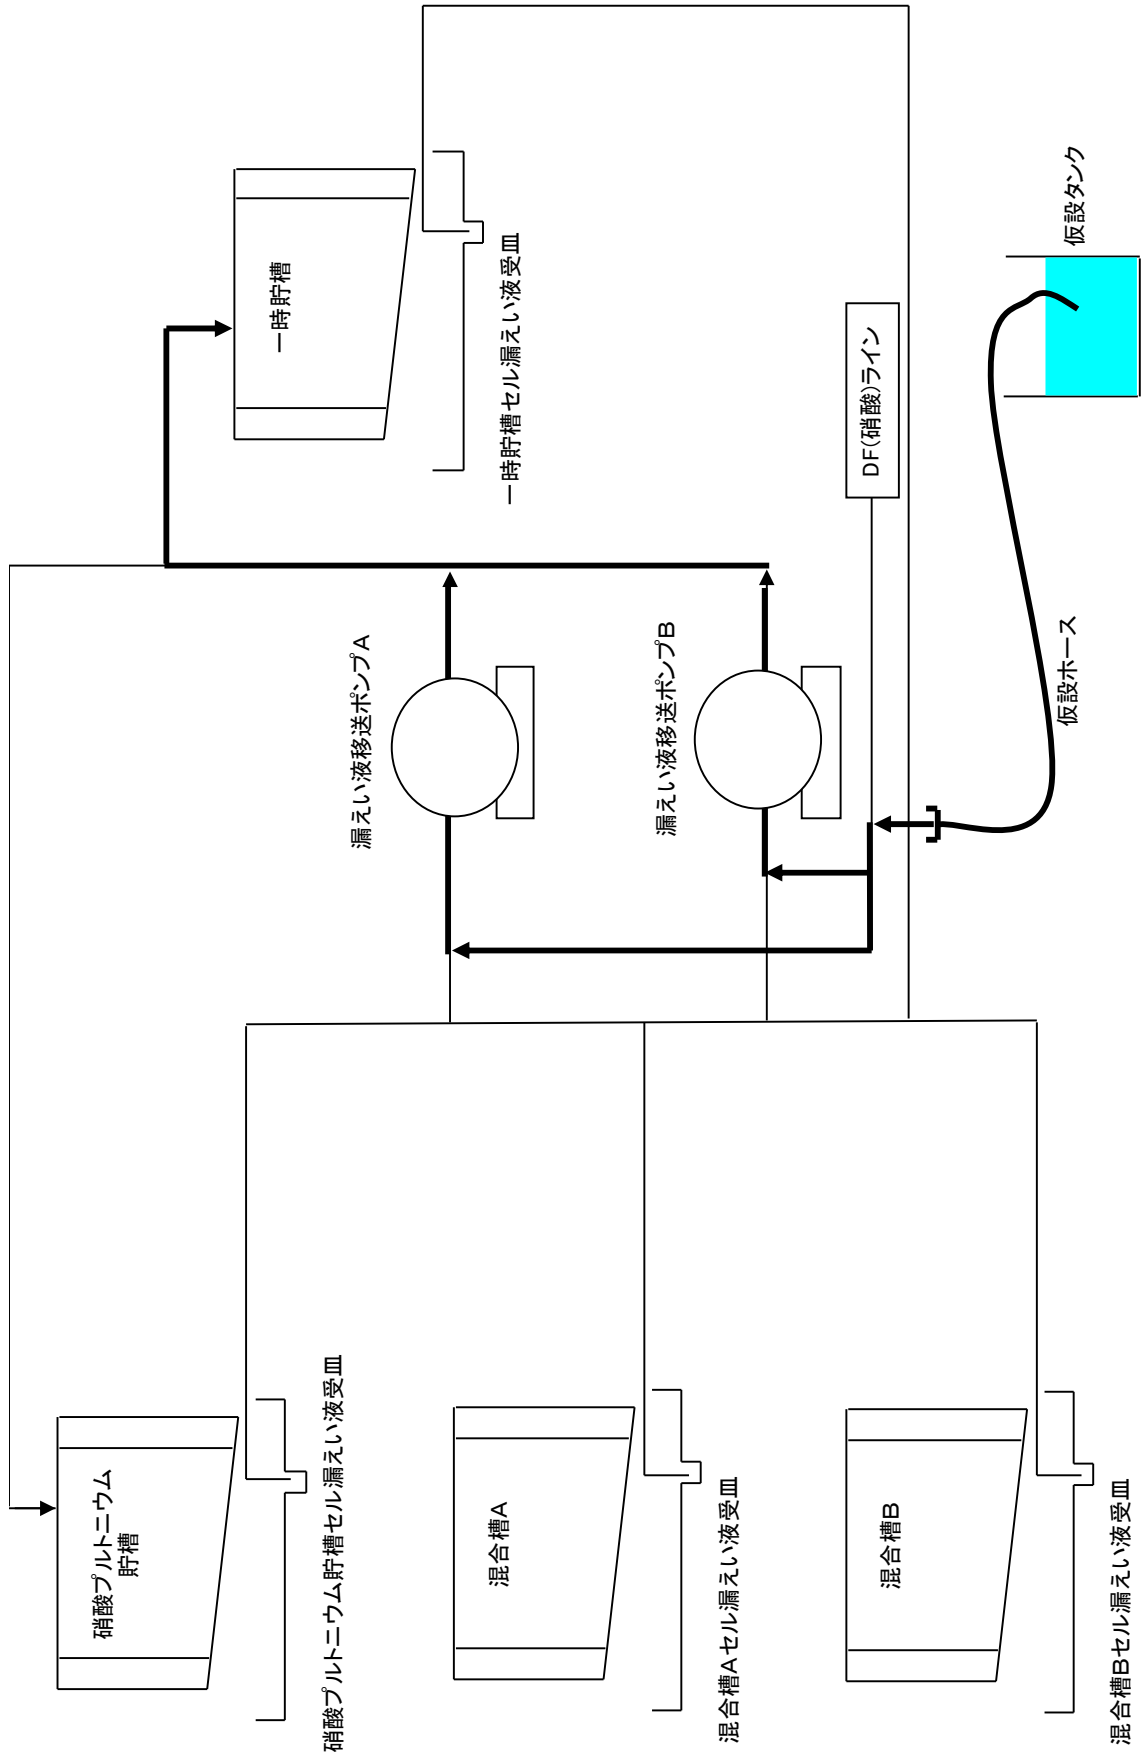 硝酸プルトニウム
貯槽
硝酸プルトニウム貯槽セル漏えい液受皿
混合槽A
混合槽Aセル漏えい液受皿
混合槽B
混合槽Bセル漏えい液受皿
漏えい液移送ポンプA
漏えい液移送ポンプB
一時貯槽
一時貯槽セル漏えい液受皿
DF(硝酸)ライン
仮設ホース
仮設タンク